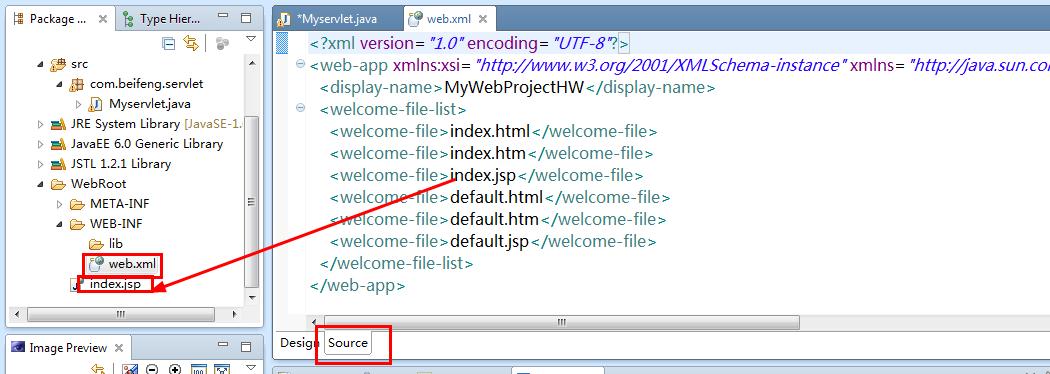 Package ...
Type Hier...
src
com.beifeng.servlet
Myservlet.java
JRE System Library [JavaSE-1.
JavaEE 6.0 Generic Library
JSTL 1.2.1 Library
WebRoot
META-INF
WEB-INF
lib
web.xml
index.jsp
Image Preview
*Myservlet.java
web.xml
<?xml version="1.0" encoding="UTF-8"?>
<web-app xmlns:xsi="http://www.w3.org/2001/XMLSchema-instance" xmlns="http://java.sun.com
<display-name>MyWebProjectHW</display-name>
<welcome-file-list>
<welcome-file>index.html</welcome-file>
<welcome-file>index.htm</welcome-file>
<welcome-file>index.jsp</welcome-file>
<welcome-file>default.html</welcome-file>
<welcome-file>default.htm</welcome-file>
<welcome-file>default.jsp</welcome-file>
</welcome-file-list>
</web-app>
Design
Source